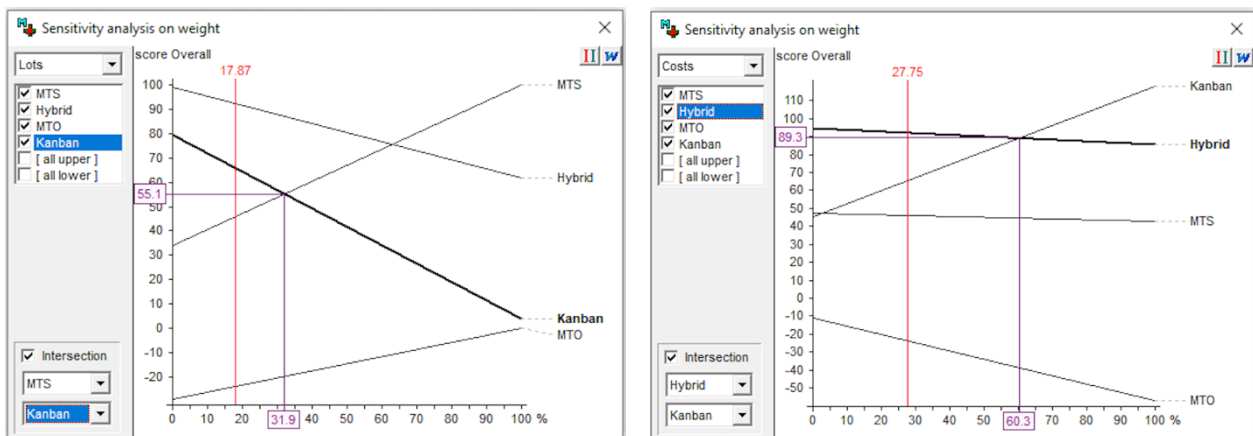 Sensitivity analysis on weight
Lots
score Overall
17.87
MTS
Hybrid
MTO
Kanban
[ all upper ]
[ all lower ]
100
90
80
70
60
55.1
40
30
20
10
0
-10
-20
MTS
Hybrid
Kanban
MTO
Intersection
MTS
Kanban
0
10
20
31.9
40
50
60
70
80
90
100 %
Sensitivity analysis on weight
Costs
score Overall
27.75
MTS
Hybrid
MTO
Kanban
[ all upper ]
[ all lower ]
110
100
89.3
80
70
60
50
40
30
20
10
0
-10
-20
-30
-40
-50
Kanban
Hybrid
MTS
MTO
Intersection
Hybrid
Kanban
0
10
20
30
40
50
60.3
70
80
90
100 %